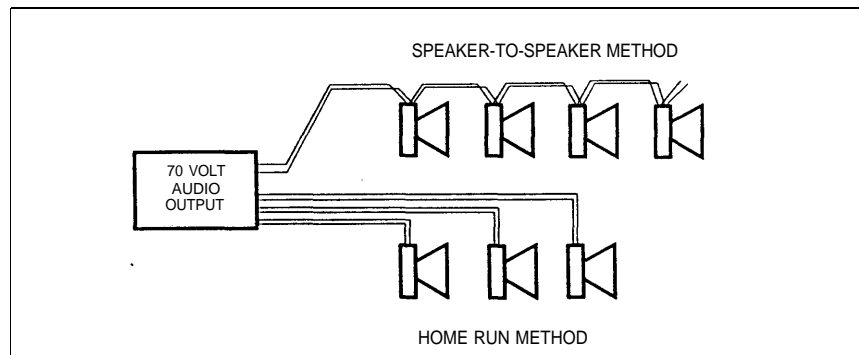 SPEAKER-TO-SPEAKER METHOD
70 VOLT
AUDIO
OUTPUT
HOME RUN METHOD